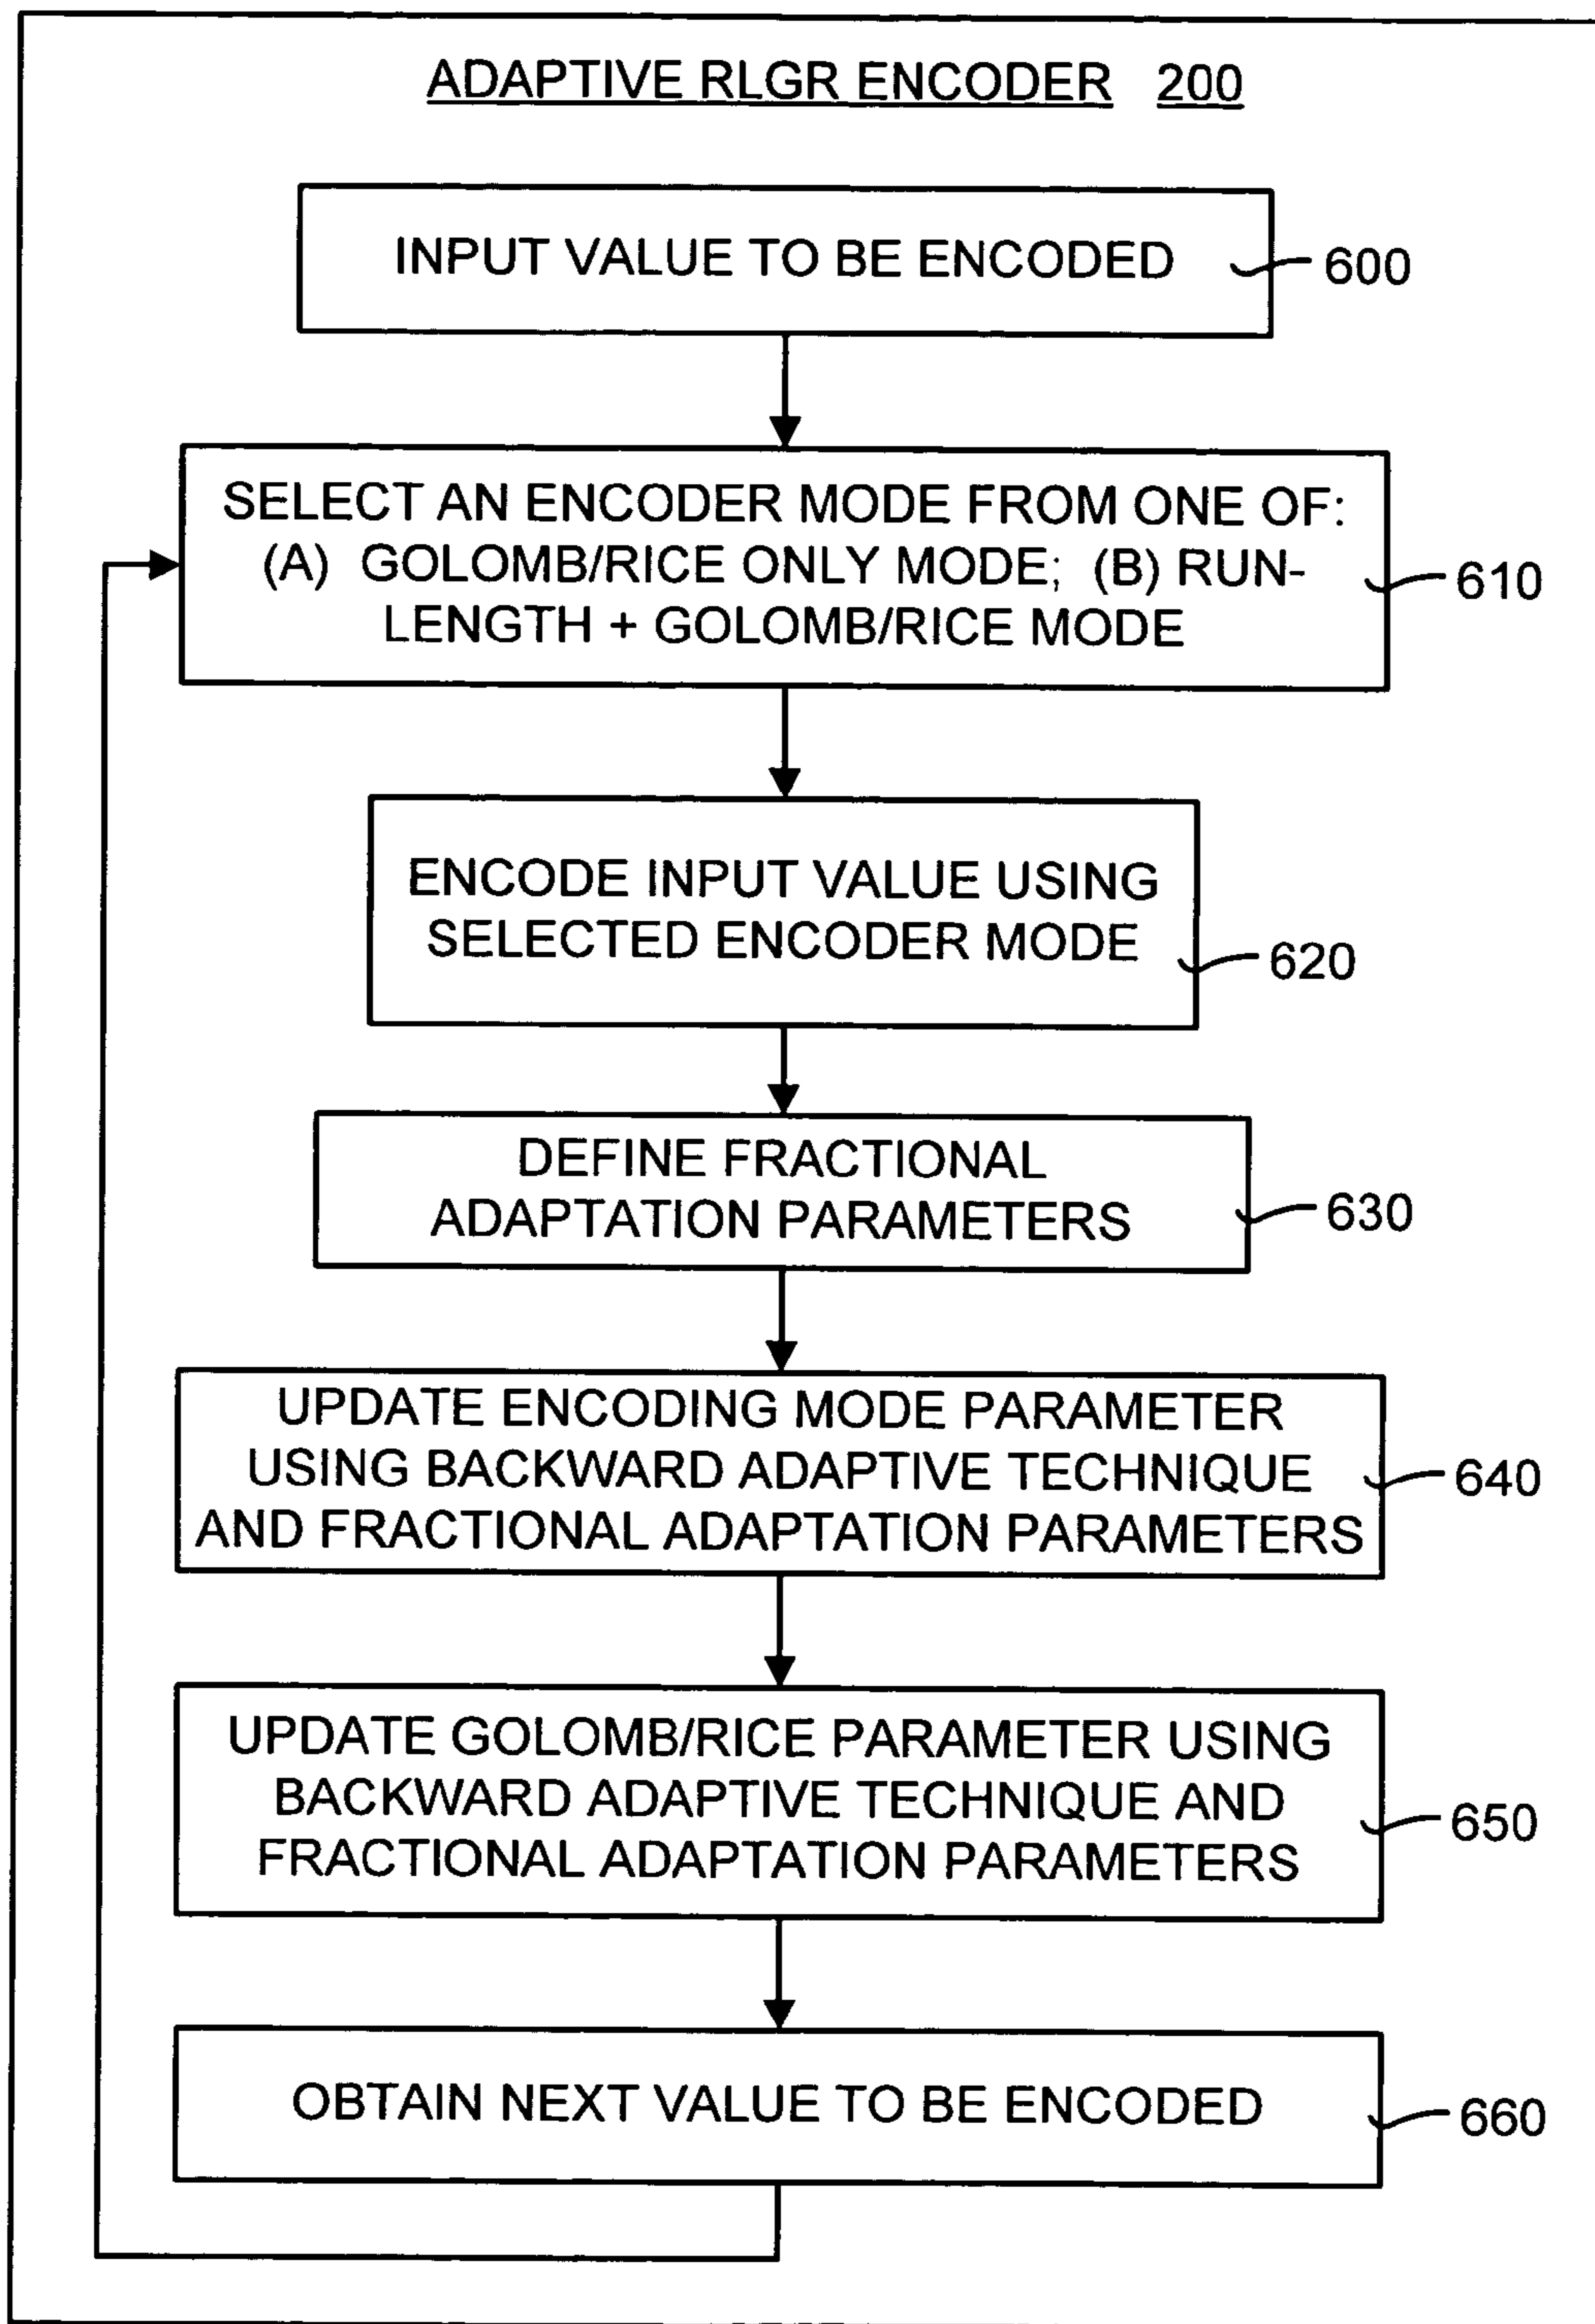 ADAPTIVE RLGR ENCODER 200
INPUT VALUE TO BE ENCODED
600
SELECT AN ENCODER MODE FROM ONE OF:
(A) GOLOMB/RICE ONLY MODE; (B) RUN-
LENGTH + GOLOMB/RICE MODE
610
ENCODE INPUT VALUE USING
SELECTED ENCODER MODE
620
DEFINE FRACTIONAL
ADAPTATION PARAMETERS
630
UPDATE ENCODING MODE PARAMETER
USING BACKWARD ADAPTIVE TECHNIQUE
AND FRACTIONAL ADAPTATION PARAMETERS
640
UPDATE GOLOMB/RICE PARAMETER USING
BACKWARD ADAPTIVE TECHNIQUE AND
FRACTIONAL ADAPTATION PARAMETERS
650
OBTAIN NEXT VALUE TO BE ENCODED
660